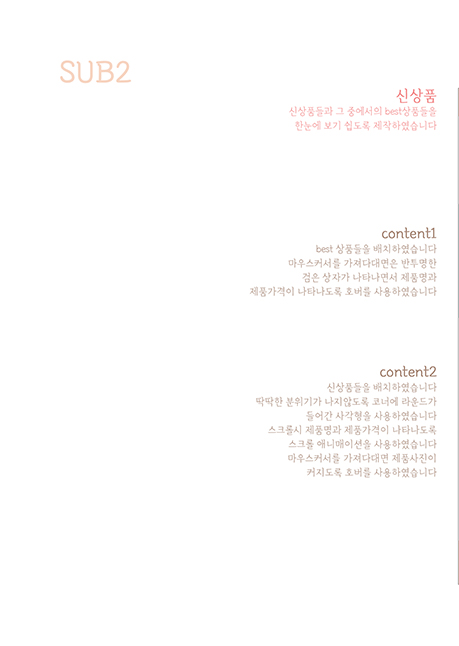 SUB2
신상품
신상품들과 그 중에서의 best상품들을
한눈에 보기 쉽도록 제작하였습니다
content1
best 상품들을 배치하였습니다
마우스커서를 가져다대면은 반투명한
검은 상자가 나타나면서 제품명과
제품가격이 나타나도록 호버를 사용하였습니다
content2
신상품들을 배치하였습니다
딱딱한 분위기가 나지않도록 코너에 라운드가
들어간 사각형을 사용하였습니다
스크롤시 제품명과 제품가격이 나타나도록
스크롤 애니매이션을 사용하였습니다
마우스커서를 가져다대면 제품사진이
커지도록 호버를 사용하였습니다